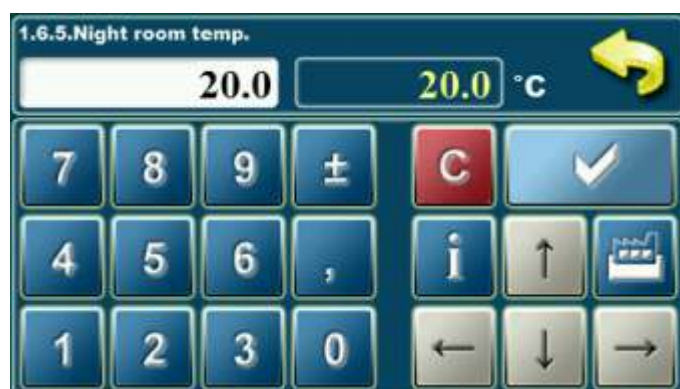 1.6.5.Night room temp.
20.0 20.0 °C
7 8 9 ± C
4 5 6 , i ↑
1 2 3 0 ← ↓ →